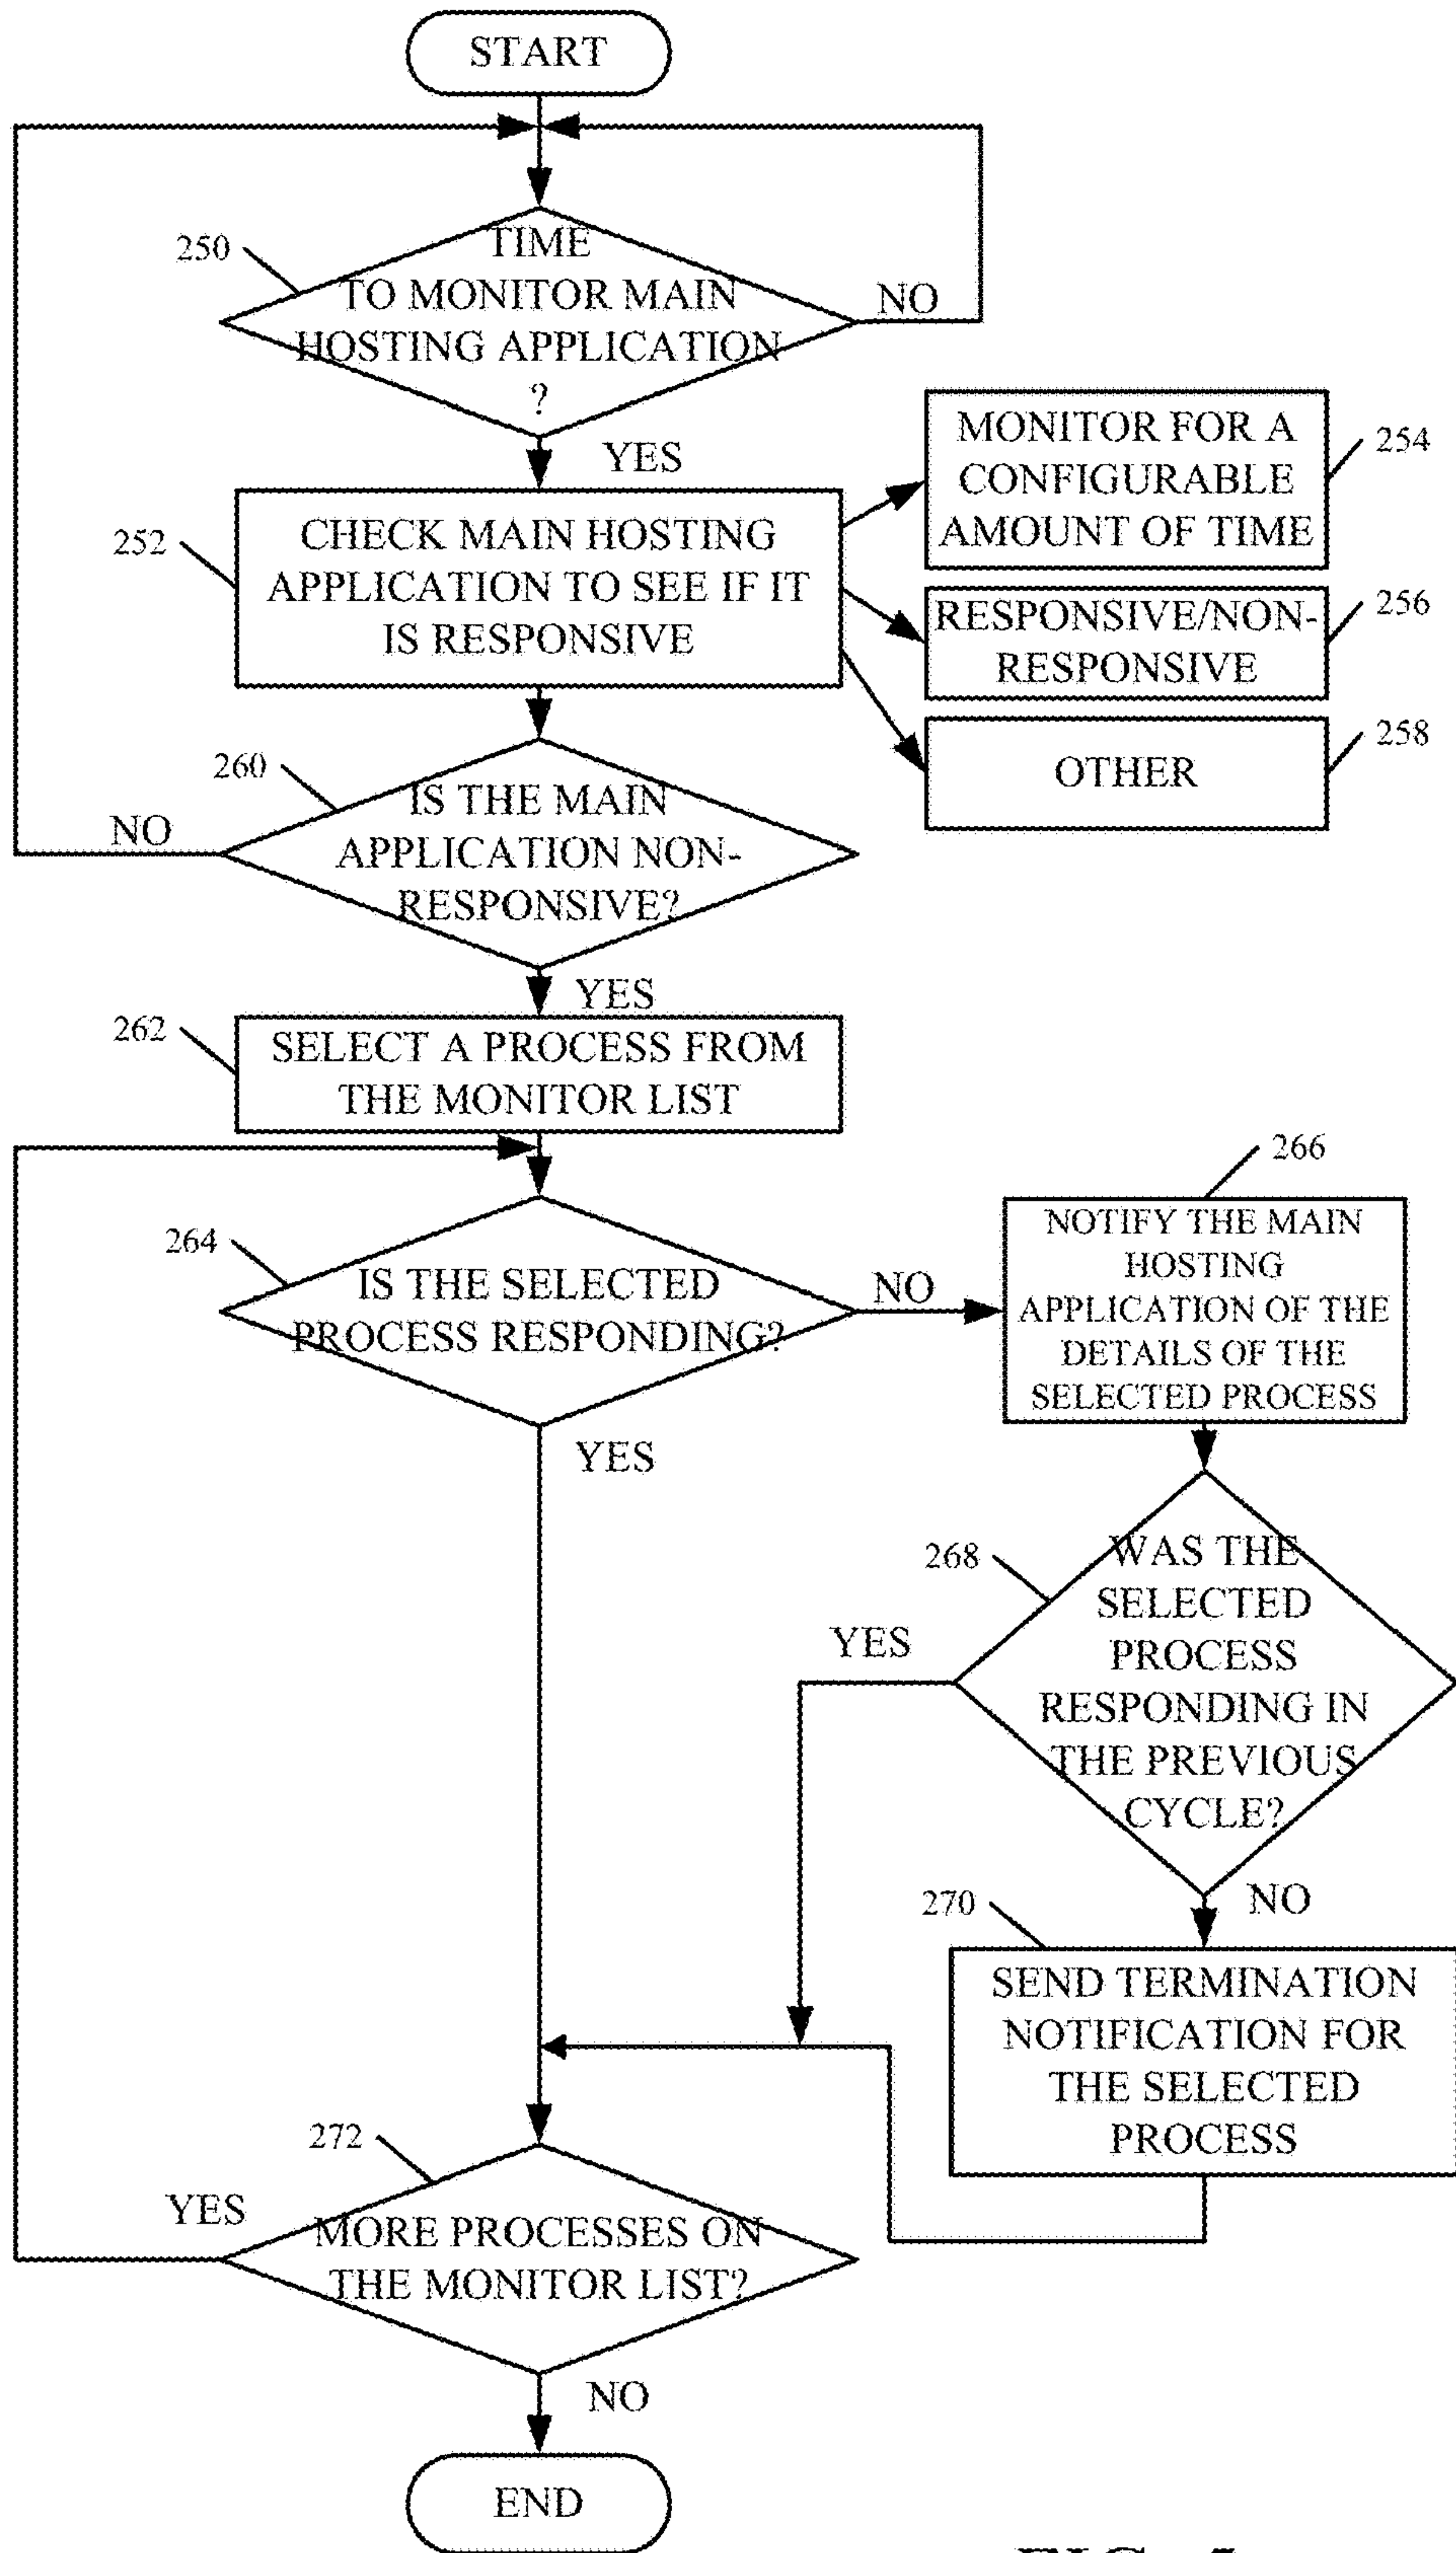 START
250
TIME
TO MONITOR MAIN
HOSTING APPLICATION
?
NO
YES
252
CHECK MAIN HOSTING
APPLICATION TO SEE IF IT
IS RESPONSIVE
MONITOR FOR A
CONFIGURABLE
AMOUNT OF TIME
254
RESPONSIVE/NON-
RESPONSIVE
256
OTHER
258
260
IS THE MAIN
APPLICATION NON-
RESPONSIVE?
NO
YES
262
SELECT A PROCESS FROM
THE MONITOR LIST
264
IS THE SELECTED
PROCESS RESPONDING?
NO
YES
266
NOTIFY THE MAIN
HOSTING
APPLICATION OF THE
DETAILS OF THE
SELECTED PROCESS
268
WAS THE
SELECTED
PROCESS
RESPONDING IN
THE PREVIOUS
CYCLE?
YES
NO
270
SEND TERMINATION
NOTIFICATION FOR
THE SELECTED
PROCESS
272
MORE PROCESSES ON
THE MONITOR LIST?
YES
NO
END